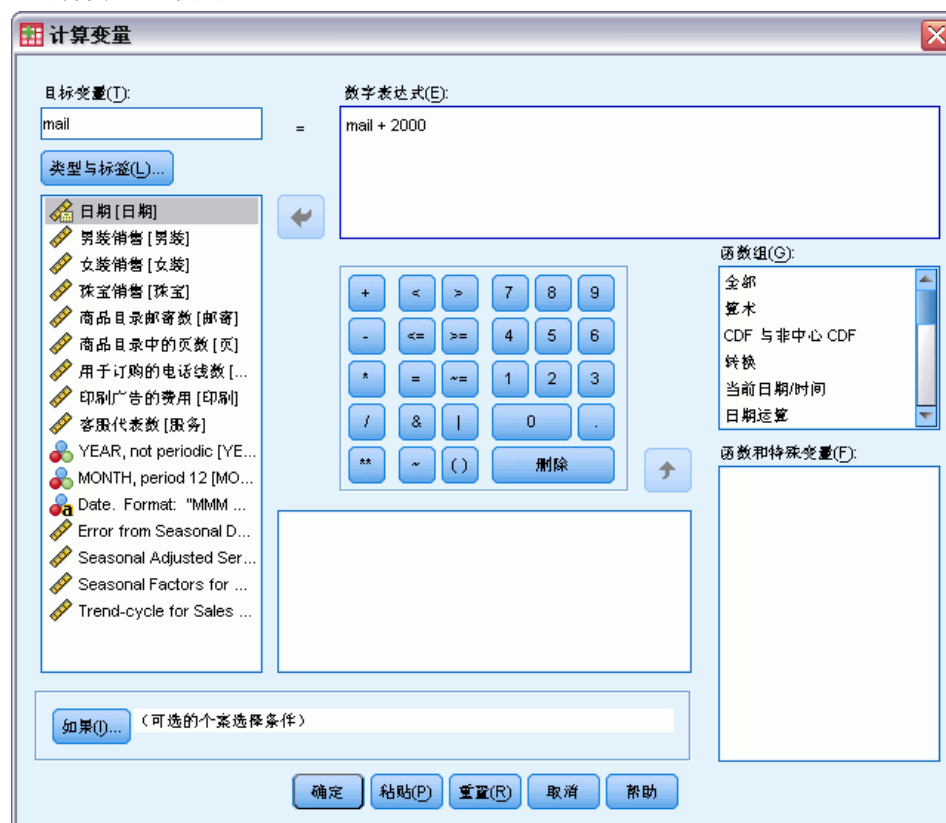 计算变量
目标变量(T):
mail
=
数字表达式(E):
mail + 2000
类型与标签(L)...
日期 [日期]
男装销售 [男装]
女装销售 [女装]
珠宝销售 [珠宝]
商品目录邮寄数 [邮寄]
商品目录中的页数 [页]
用于订购的电话线数 [...
印刷广告的费用 [印刷]
客服代表数 [服务]
YEAR, not periodic [YE...
MONTH, period 12 [MO...
Date. Format: "MMM ...
Error from Seasonal D...
Seasonal Adjusted Ser...
Seasonal Factors for ...
Trend-cycle for Sales ...
+ < > 7 8 9
- <= >= 4 5 6
* = ~= 1 2 3
/ & | 0 .
** ~ ( ) 删除
函数组(G):
全部
算术
CDF 与非中心 CDF
转换
当前日期/时间
日期运算
函数和特殊变量(F):
如果(I)...
（可选的个案选择条件）
确定 粘贴(P) 重置(R) 取消 帮助